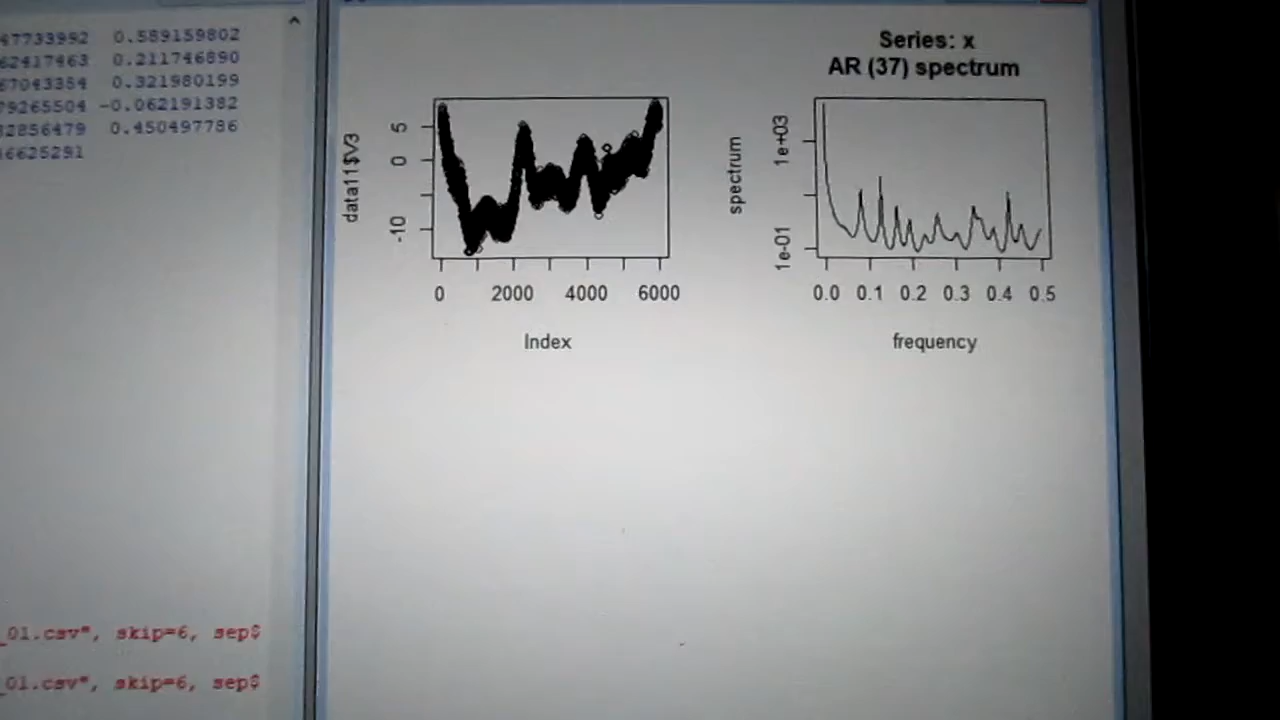 47733992 0.589159802
62417463 0.211746890
67043354 0.321980199
79265504 -0.062191382
32856479 0.450497786
16625291
_01.csv", skip=6, sep$
_01.csv", skip=6, sep$
data11$V3
5
0
-10
0 2000 4000 6000
Index
Series: x
AR (37) spectrum
spectrum
1e+03
1e-01
0.0 0.1 0.2 0.3 0.4 0.5
frequency